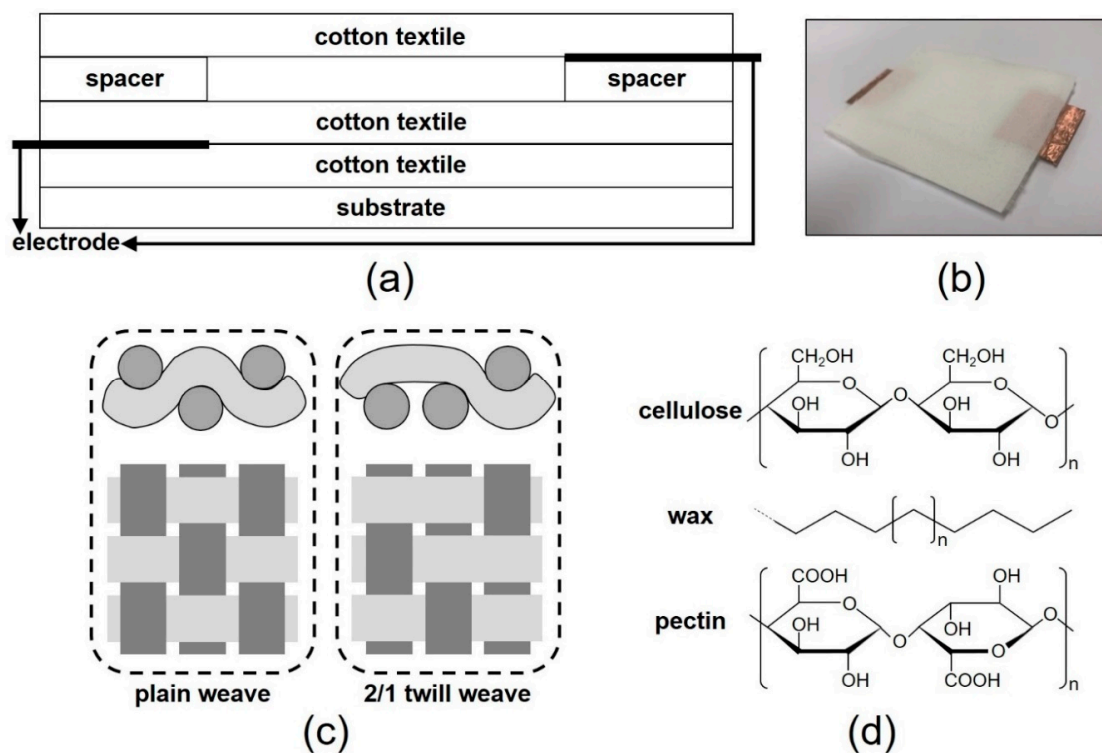 cotton textile
spacer
spacer
cotton textile
cotton textile
substrate
electrode
(a)
(b)
plain weave
2/1 twill weave
(c)
cellulose
CH2OH
CH2OH
O
O
O
OH
OH
O
OH
OH
n
wax
n
pectin
COOH
OH
O
OH
O
OH
O
OH
O
OH
COOH
n
(d)